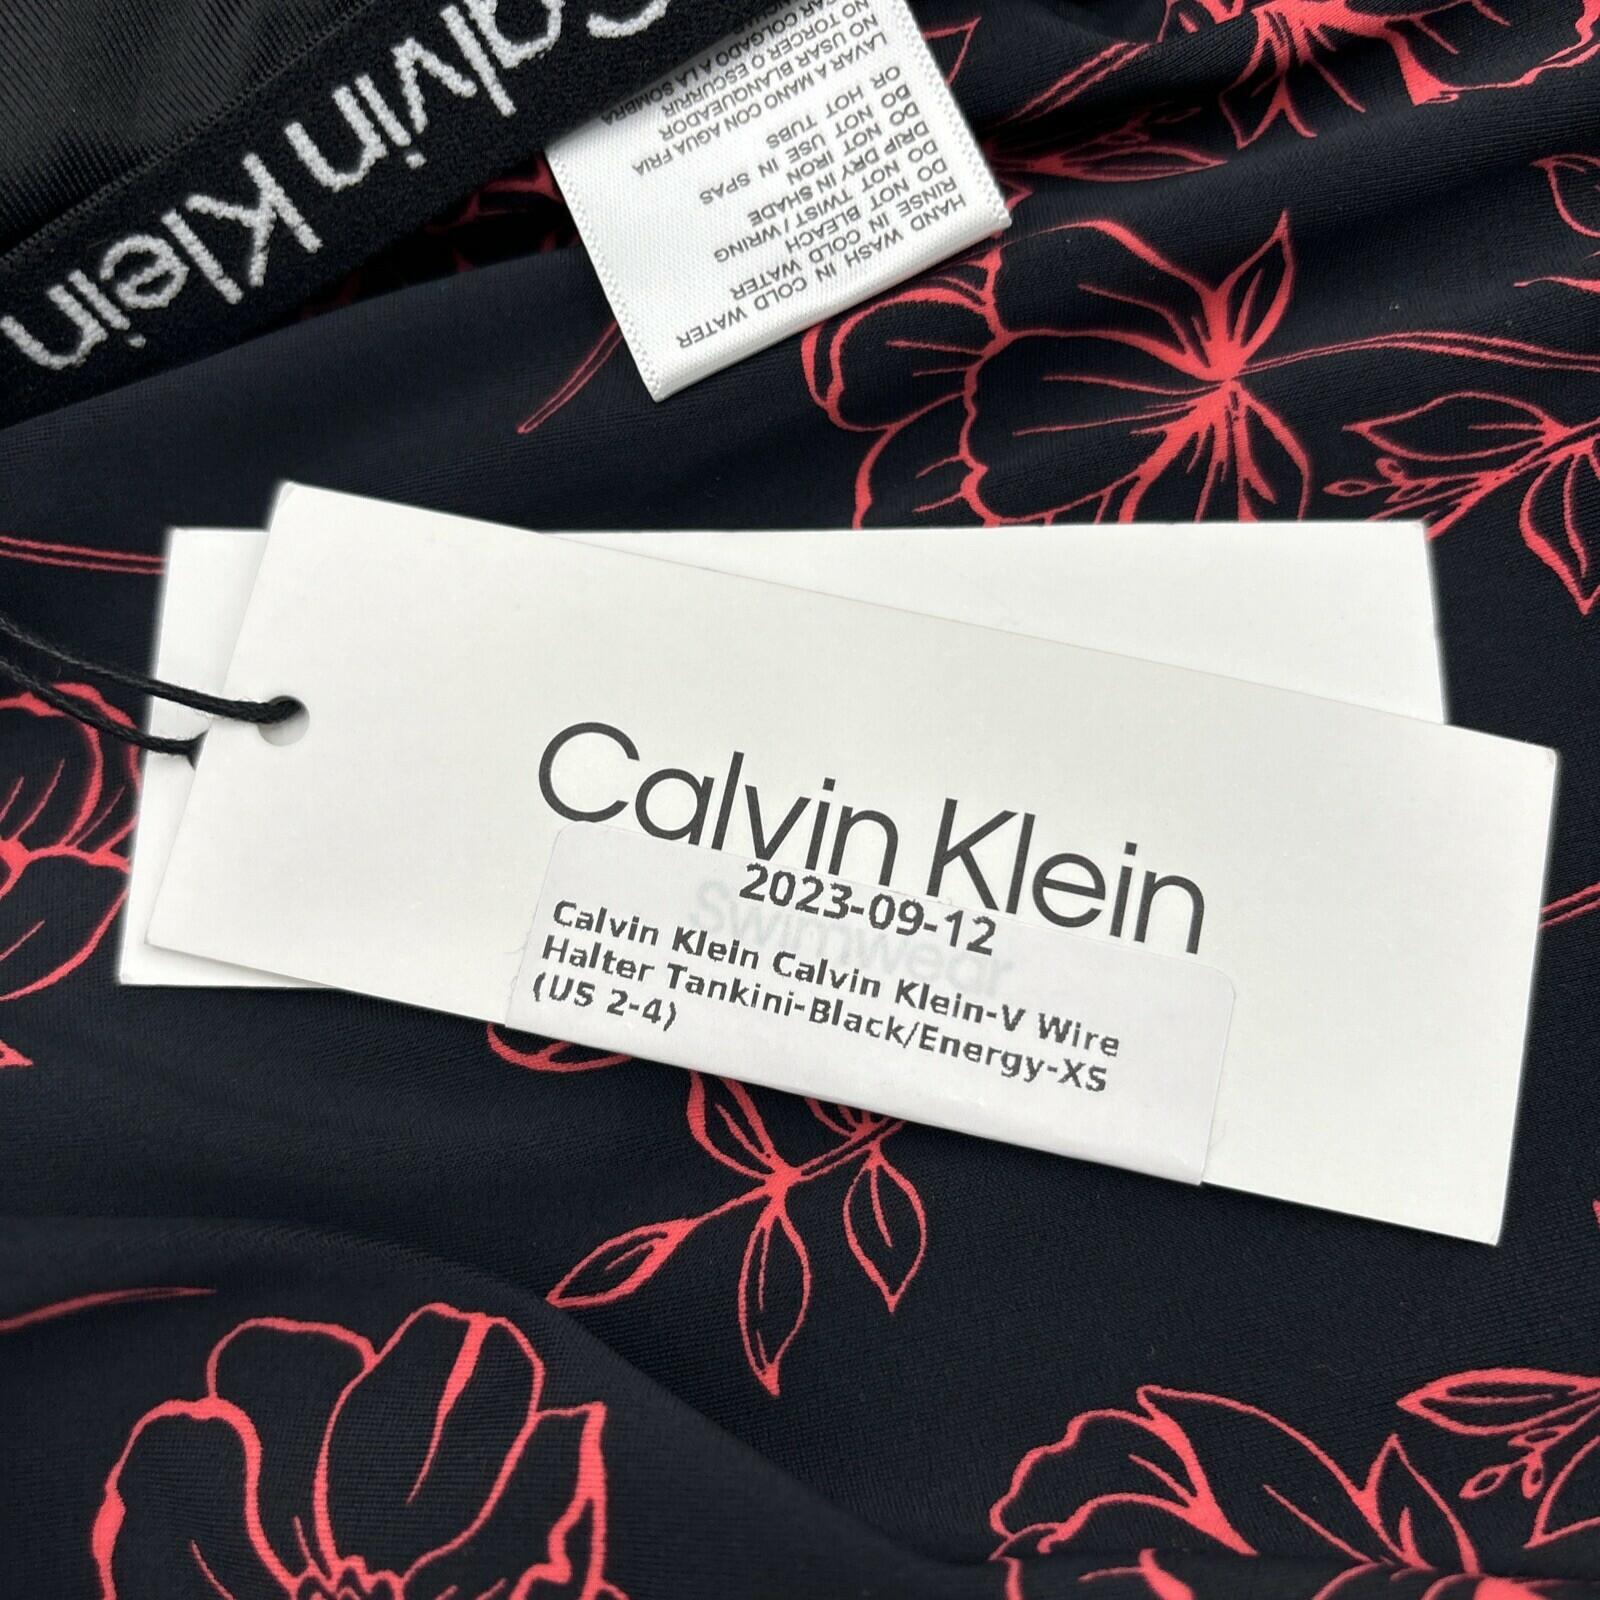 Calvin Klein
HAND WASH IN COLD WATER
RINSE IN COLD WATER
DO NOT BLEACH
DO NOT TWIST / WRING
DRIP DRY IN SHADE
DO NOT IRON
DO NOT USE IN SPAS
OR HOT TUBS
LAVAR A MANO CON AGUA FRIA
NO USAR BLANQUEADOR
NO TORCER O ESCURRIR
COLGADO A LA SOMBRA
Calvin Klein
Swimwear
2023-09-12
Calvin Klein Calvin Klein-V Wire
Halter Tankini-Black/Energy-XS
(US 2-4)